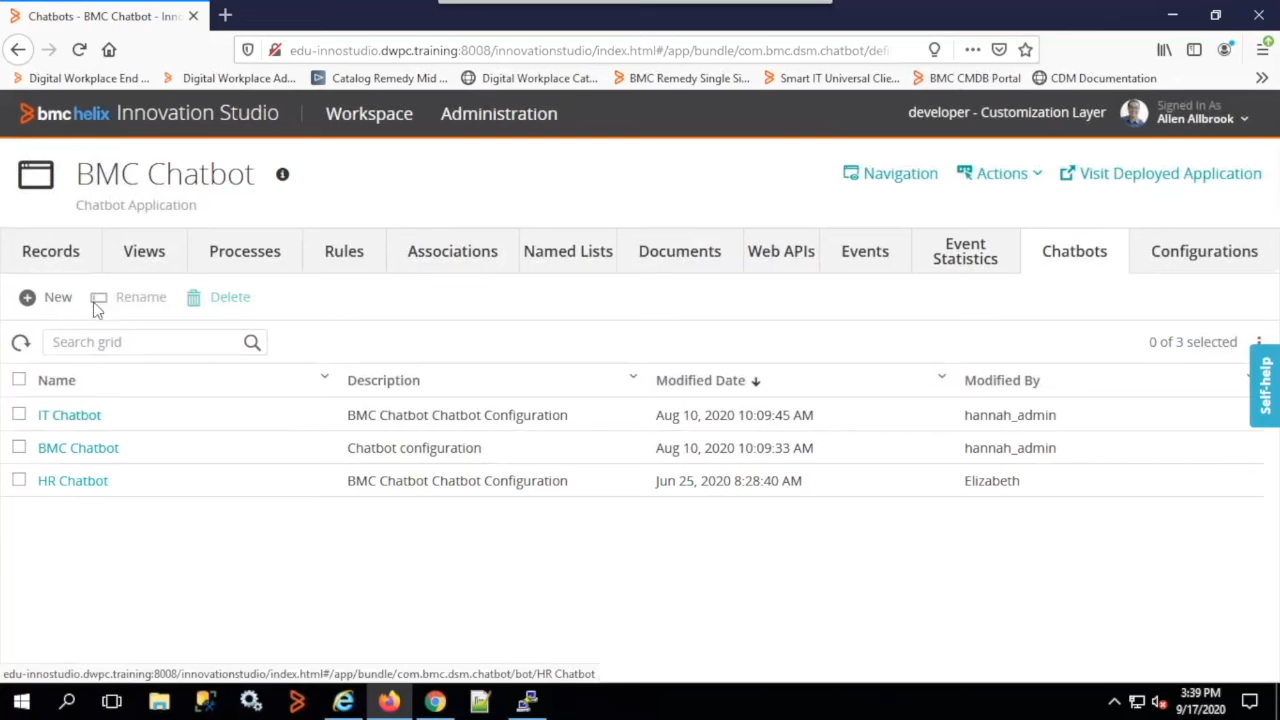 Chatbots - BMC Chatbot - Inno
edu-innostudio.dwpc.training:8008/innovationstudio/index.html#/app/bundle/com.bmc.dsm.chatbot/defi
Digital Workplace End ... Digital Workplace Ad... Catalog Remedy Mid ... Digital Workplace Cat... BMC Remedy Single Si... Smart IT Universal Clie... BMC CMDB Portal CDM Documentation
bmchelix Innovation Studio Workspace Administration developer - Customization Layer Signed In As
Allen Allbrook
BMC Chatbot Navigation Actions Visit Deployed Application
Chatbot Application
Records Views Processes Rules Associations Named Lists Documents Web APIs Events Event Statistics Chatbots Configurations
New Rename Delete
Search grid 0 of 3 selected
Self-help
Name Description Modified Date Modified By
IT Chatbot BMC Chatbot Chatbot Configuration Aug 10, 2020 10:09:45 AM hannah_admin
BMC Chatbot Chatbot configuration Aug 10, 2020 10:09:33 AM hannah_admin
HR Chatbot BMC Chatbot Chatbot Configuration Jun 25, 2020 8:28:40 AM Elizabeth
edu-innostudio.dwpc.training:8008/innovationstudio/index.html#/app/bundle/com.bmc.dsm.chatbot/bot/HR Chatbot
3:39 PM
9/17/2020